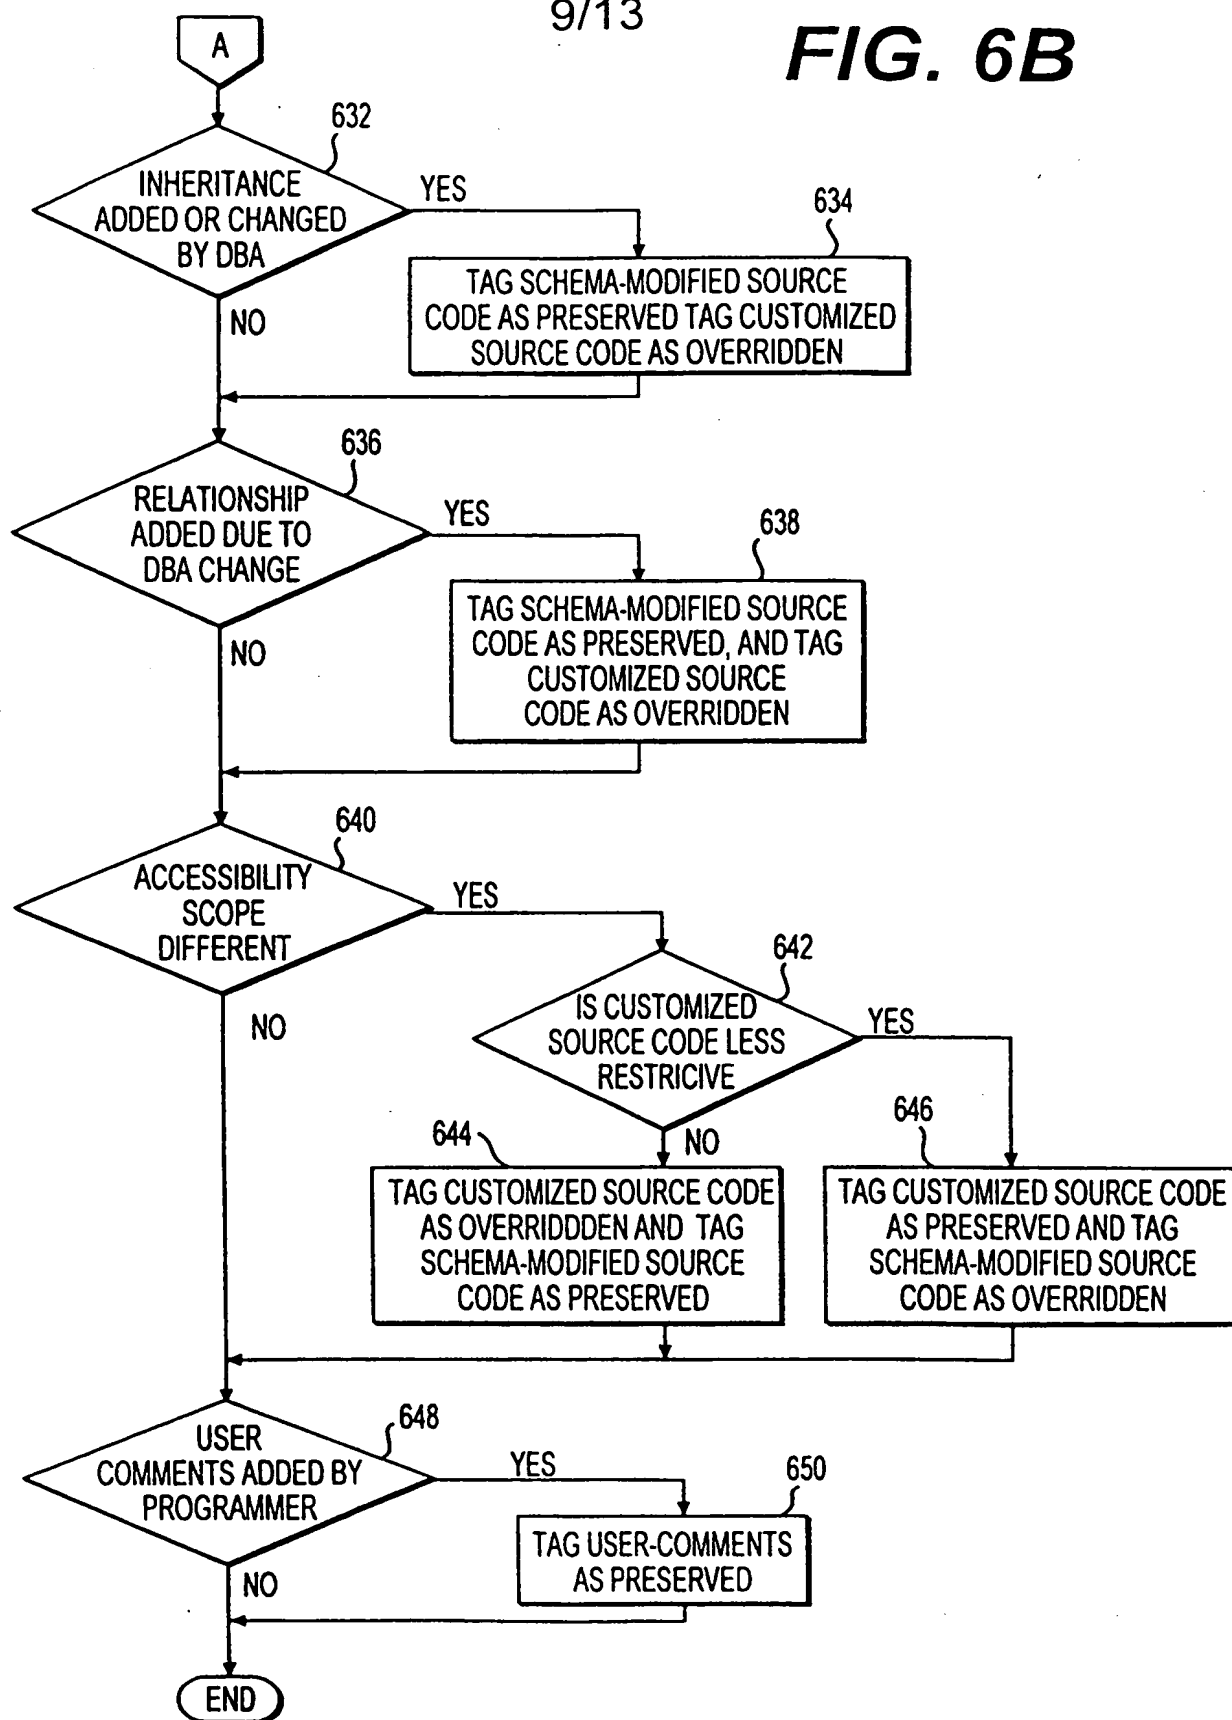 9/13
FIG. 6B
A
632
INHERITANCE
ADDED OR CHANGED
BY DBA
YES
NO
634
TAG SCHEMA-MODIFIED SOURCE
CODE AS PRESERVED TAG CUSTOMIZED
SOURCE CODE AS OVERRIDDEN
636
RELATIONSHIP
ADDED DUE TO
DBA CHANGE
YES
NO
638
TAG SCHEMA-MODIFIED SOURCE
CODE AS PRESERVED, AND TAG
CUSTOMIZED SOURCE
CODE AS OVERRIDDEN
640
ACCESSIBILITY
SCOPE
DIFFERENT
YES
NO
642
IS CUSTOMIZED
SOURCE CODE LESS
RESTRICIVE
YES
NO
644
TAG CUSTOMIZED SOURCE CODE
AS OVERRIDDDEN AND TAG
SCHEMA-MODIFIED SOURCE
CODE AS PRESERVED
646
TAG CUSTOMIZED SOURCE CODE
AS PRESERVED AND TAG
SCHEMA-MODIFIED SOURCE
CODE AS OVERRIDDEN
648
USER
COMMENTS ADDED BY
PROGRAMMER
YES
NO
650
TAG USER-COMMENTS
AS PRESERVED
END